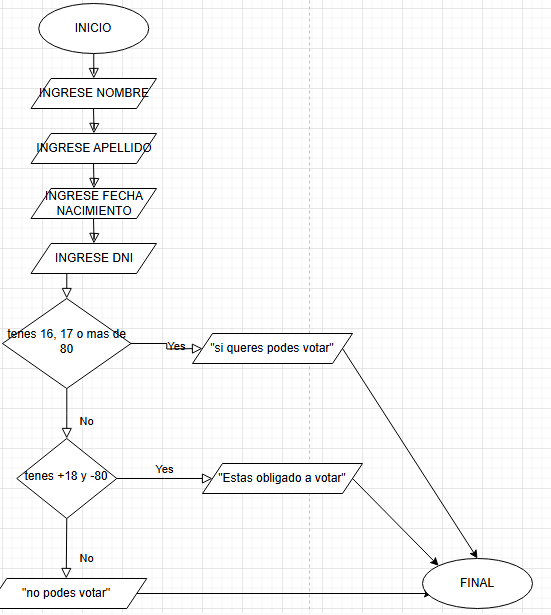 INICIO
INGRESE NOMBRE
INGRESE APELLIDO
INGRESE FECHA
NACIMIENTO
INGRESE DNI
tenes 16, 17 o mas de
80
Yes
"si queres podes votar"
No
tenes +18 y -80
Yes
"Estas obligado a votar"
No
"no podes votar"
FINAL